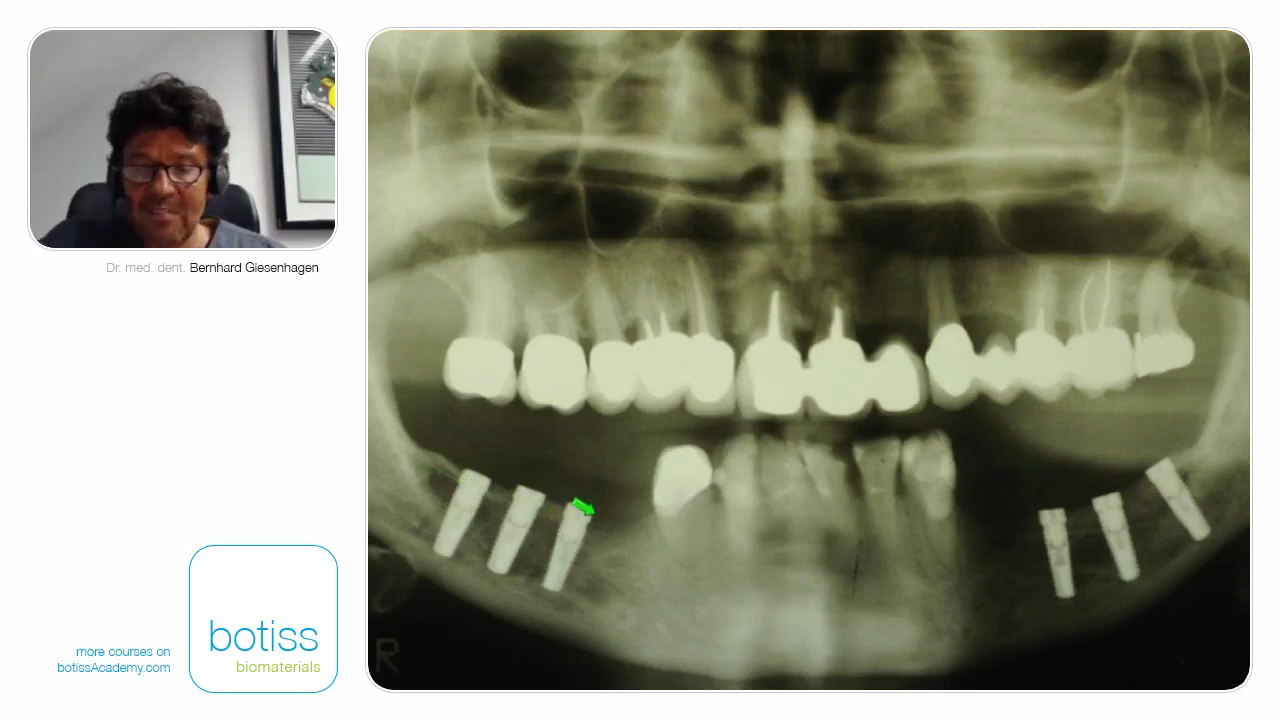 Dr. med. dent. Bernhard Giesenhagen
R
botiss
biomaterials
more courses on
botissAcademy.com